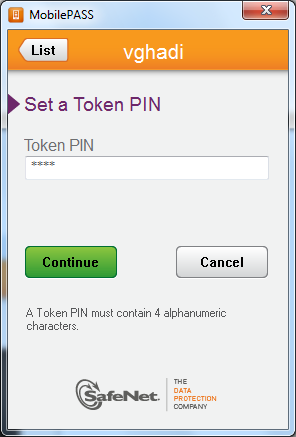 MobilePASS
List
vghadi
Set a Token PIN
Token PIN
****
Continue
Cancel
A Token PIN must contain 4 alphanumeric
characters.
SafeNet.
THE
DATA
PROTECTION
COMPANY